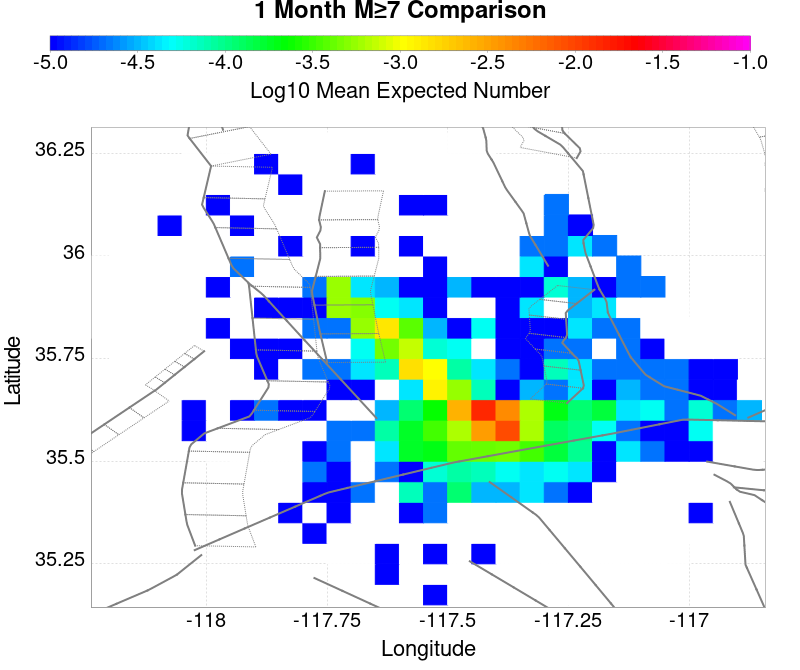 1 Month M≥7 Comparison
-5.0 -4.5 -4.0 -3.5 -3.0 -2.5 -2.0 -1.5 -1.0
Log10 Mean Expected Number
36.25
36
35.75
35.5
35.25
Latitude
-118 -117.75 -117.5 -117.25 -117
Longitude